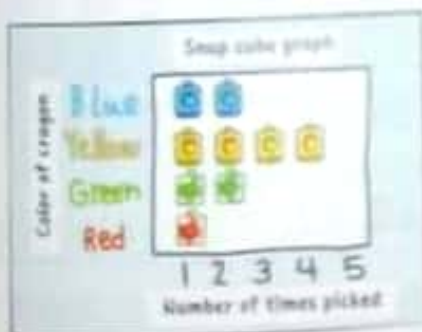 Snap cube graph
Color of crayon
Blue
Yellow
Green
Red
1 2 3 4 5
Number of times picked